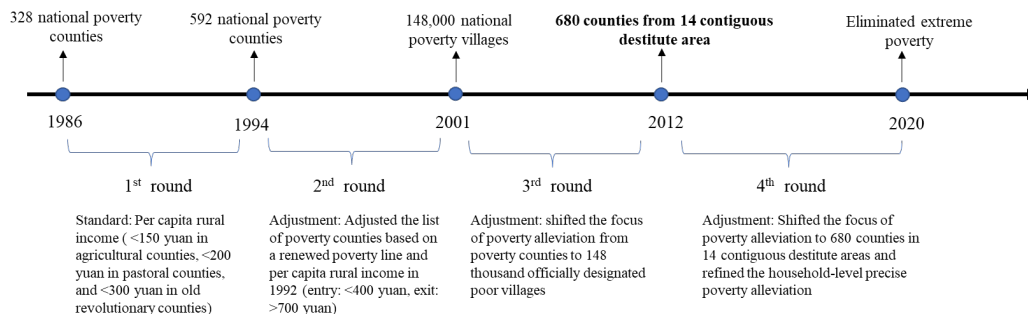 328 national poverty
counties
592 national poverty
counties
148,000 national
poverty villages
680 counties from 14 contiguous
destitute area
Eliminated extreme
poverty
1986
1994
2001
2012
2020
1st round
2nd round
3rd round
4th round
Standard: Per capita rural
income ( <150 yuan in
agricultural counties, <200
yuan in pastoral counties,
and <300 yuan in old
revolutionary counties)
Adjustment: Adjusted the list
of poverty counties based on
a renewed poverty line and
per capita rural income in
1992 (entry: <400 yuan, exit:
>700 yuan)
Adjustment: shifted the focus
of poverty alleviation from
poverty counties to 148
thousand officially designated
poor villages
Adjustment: Shifted the focus of
poverty alleviation to 680 counties in
14 contiguous destitute areas and
refined the household-level precise
poverty alleviation